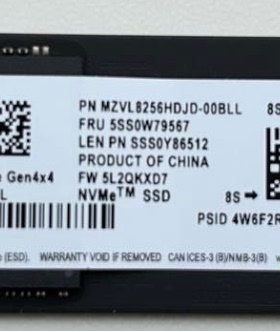 PN MZVL8256HDJD-00BLL
8S
FRU 5SS0W79567
LEN PN SSS0Y86512
PRODUCT OF CHINA
e Gen4x4
FW 5L2QKXD7
L
NVMe™ SSD
8S →
PSID 4W6F2R
(ESD). WARRANTY VOID IF REMOVED CAN ICES-3 (B)/NMB-3(B)